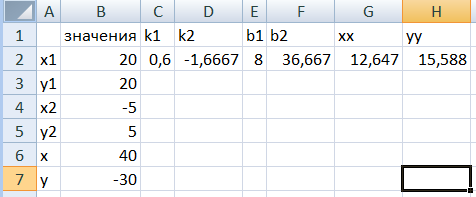 A B C D E F G H
1 значения k1 k2 b1 b2 xx yy
2 x1 20 0,6 -1,6667 8 36,667 12,647 15,588
3 y1 20
4 x2 -5
5 y2 5
6 x 40
7 y -30